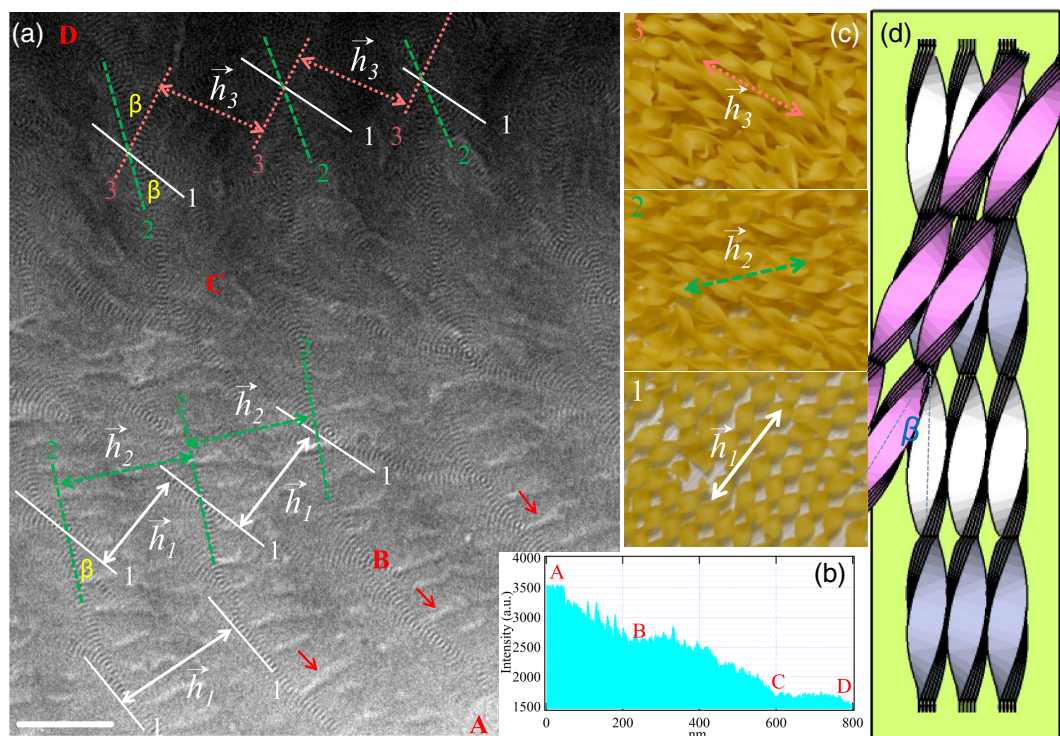 (a)
D
β
h3
h3
1
1
2
3
3
β
3
1
2
2
C
2
h2
2
h2
2
1
h1
h1
1
B
β
1
h1
1
1
A
3
(c)
h3
2
h2
1
h1
(b)
Intensity (a.u.)
4000
3500
3000
2500
2000
1500
A
B
C
D
0
200
400
600
800
nm
(d)
β